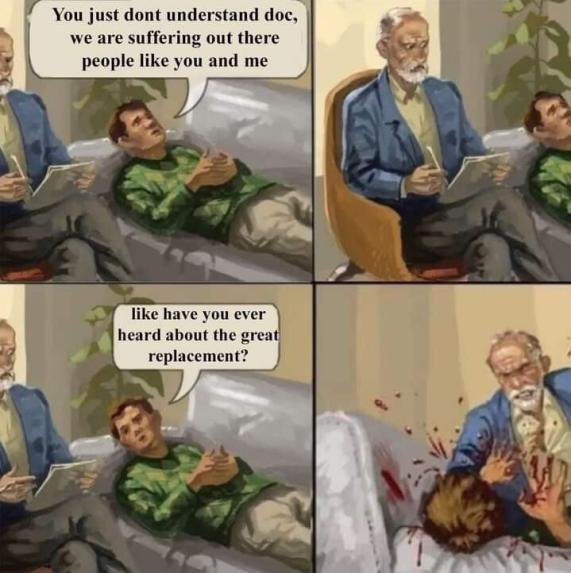 You just dont understand doc,
we are suffering out there
people like you and me
like have you ever
heard about the great
replacement?